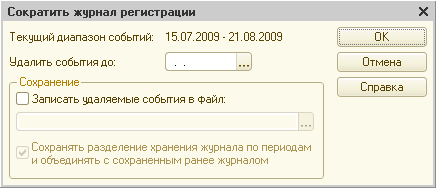 Сократить журнал регистрации
Текущий диапазон событий: 15.07.2009 - 21.08.2009
OK
Удалить события до: . . ...
Отмена
Справка
Сохранение
Записать удаляемые события в файл:
...
Сохранять разделение хранения журнала по периодам
и объединять с сохраненным ранее журналом